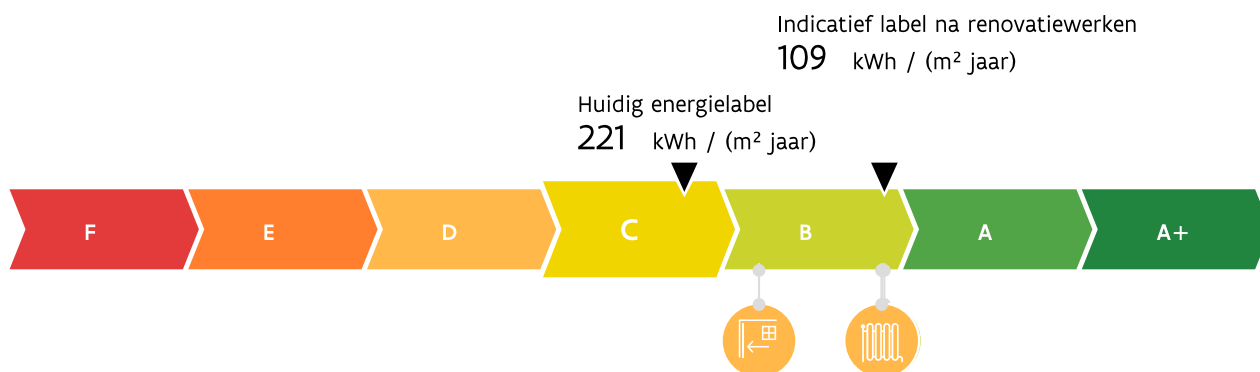 Indicatief label na renovatiewerken
109 kWh / (m² jaar)
Huidig energielabel
221 kWh / (m² jaar)
F E D C B A A+